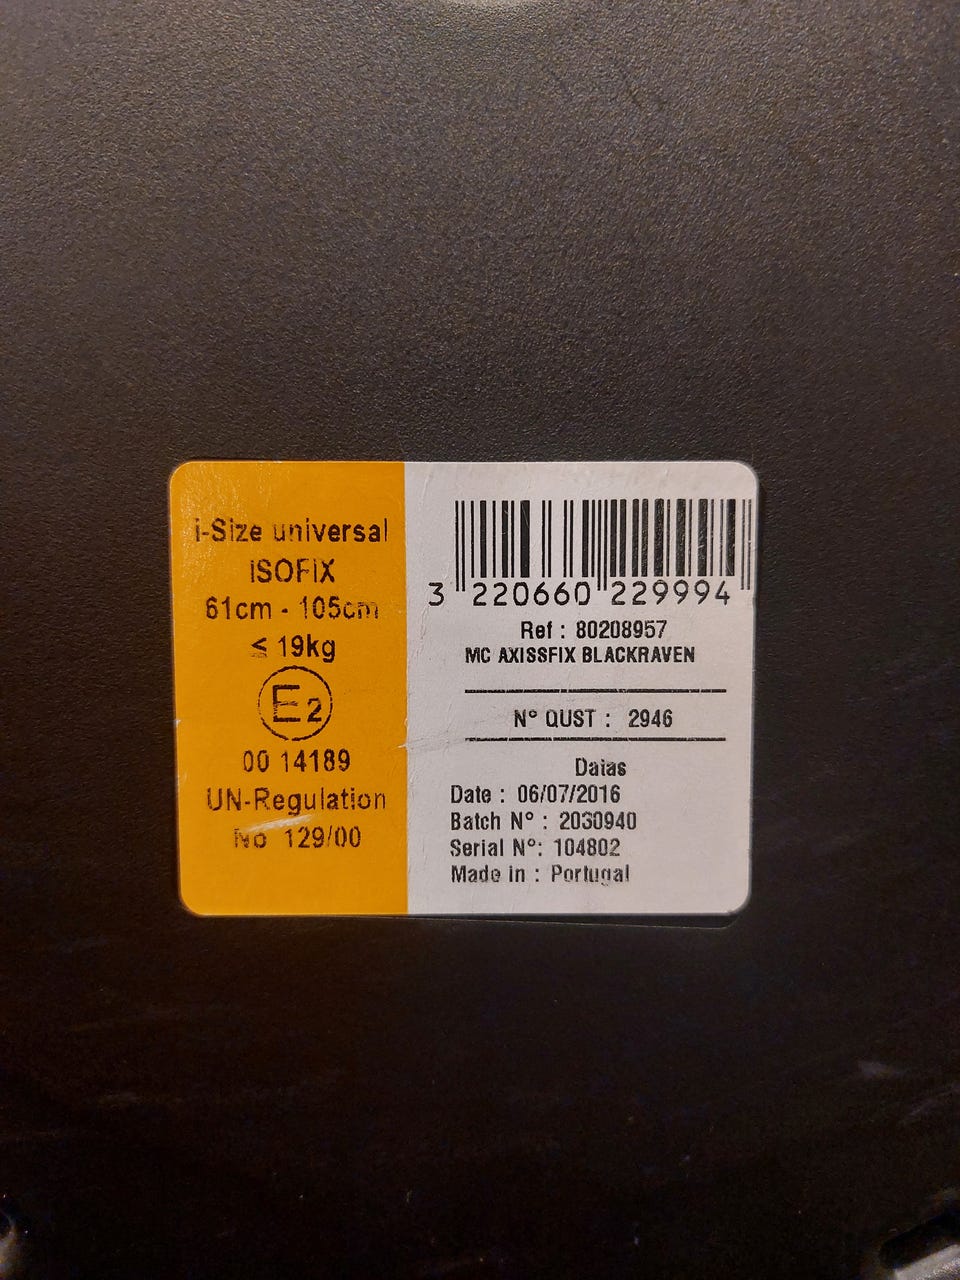 i-Size universal
ISOFIX
61cm - 105cm
≤ 19kg
E2
00 14189
UN-Regulation
No 129/00
3 220660 229994
Ref : 80208957
MC AXISSFIX BLACKRAVEN
N° QUST : 2946
Datas
Date : 06/07/2016
Batch N° : 2030940
Serial N°: 104802
Made in : Portugal